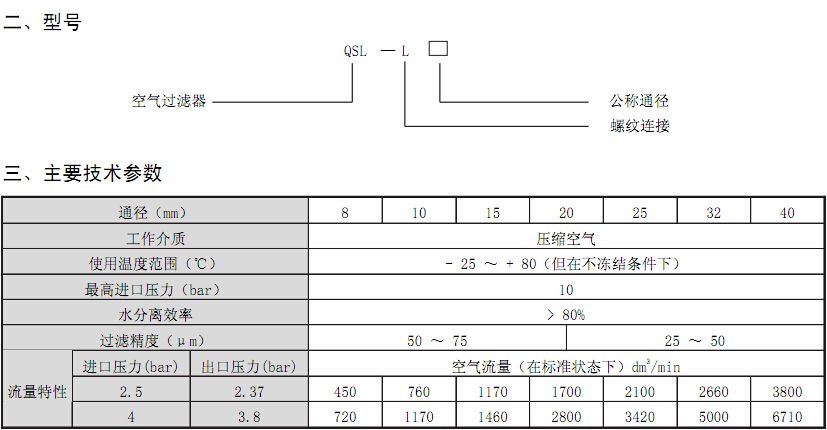 二、型号
QSL — L □
空气过滤器
公称通径
螺纹连接
三、主要技术参数
通径（mm） 8 10 15 20 25 32 40
工作介质 压缩空气
使用温度范围（℃） - 25 ～ + 80（但在不冻结条件下）
最高进口压力（bar） 10
水分离效率 > 80%
过滤精度（μm） 50 ～ 75 25 ～ 50
流量特性 进口压力(bar) 出口压力(bar) 空气流量（在标准状态下）dm³/min
2.5 2.37 450 760 1170 1700 2100 2660 3800
4 3.8 720 1170 1460 2800 3420 5000 6710